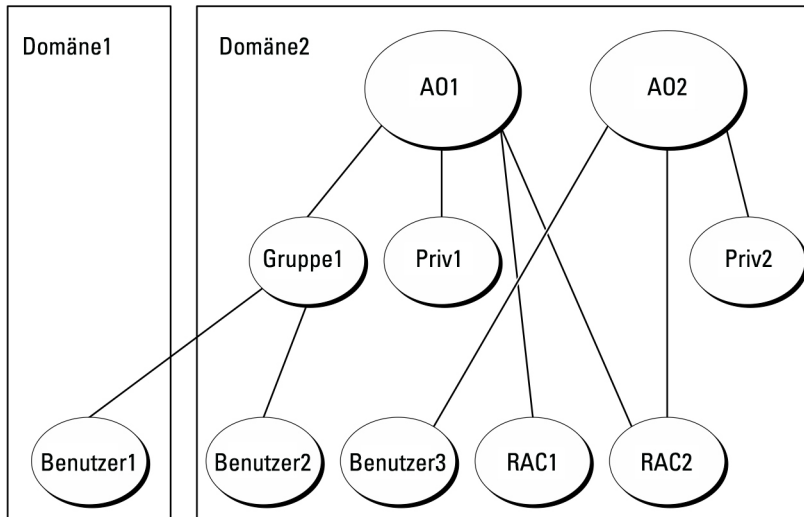 Domäne1
Domäne2
AO1
AO2
Gruppe1
Priv1
Priv2
Benutzer1
Benutzer2
Benutzer3
RAC1
RAC2